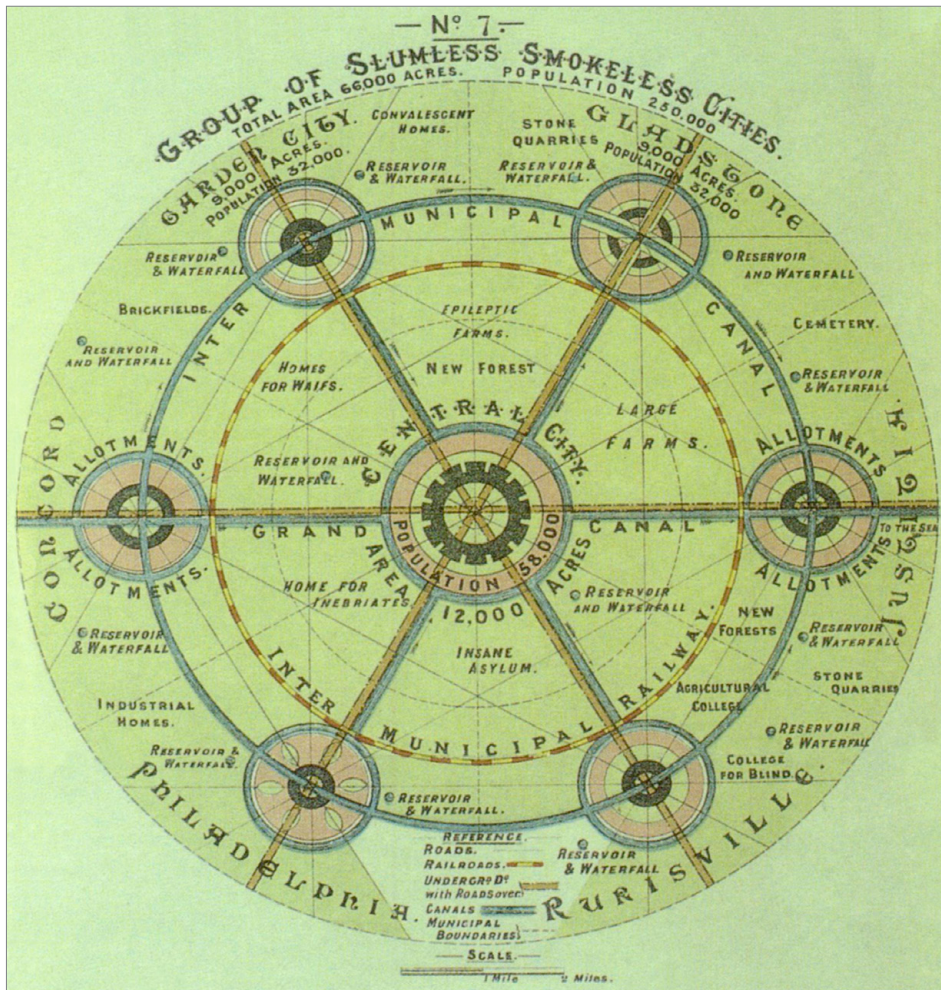 — Nº 7. —
GROUP OF SLUMLESS SMOKELESS CITIES.
TOTAL AREA 66,000 ACRES. POPULATION 250,000
GARDEN CITY.
9,000 ACRES.
POPULATION 32,000.
CONVALESCENT
HOMES.
STONE
QUARRIES
GLADSTONE
9,000 ACRES.
POPULATION
32,000
RESERVOIR
& WATERFALL.
RESERVOIR &
WATERFALL.
INTER MUNICIPAL CANAL
RESERVOIR
& WATERFALL
RESERVOIR
AND WATERFALL
BRICKFIELDS.
EPILEPTIC
FARMS.
CEMETERY.
RESERVOIR
AND WATERFALL
HOMES
FOR WAIFS.
NEW FOREST
RESERVOIR
& WATERFALL
LARGE
FARMS.
CONCORD
ALLOTMENTS.
CENTRAL CITY.
ALLOTMENTS
JUSTITIA
RESERVOIR AND
WATERFALL.
GRAND CANAL
TO THE SEA
ALLOTMENTS.
AREA 12,000 ACRES
POPULATION 58,000
ALLOTMENTS
HOME FOR
INEBRIATES.
RESERVOIR
AND WATERFALL
NEW
FORESTS
RESERVOIR
& WATERFALL
RESERVOIR
& WATERFALL
INSANE
ASYLUM.
STONE
QUARRIES
INTER MUNICIPAL RAILWAY.
AGRICULTURAL
COLLEGE
INDUSTRIAL
HOMES.
RESERVOIR
& WATERFALL
RESERVOIR &
WATERFALL.
COLLEGE
FOR BLIND.
PHILADELPHIA.
RESERVOIR
& WATERFALL.
RURISVILLE.
RESERVOIR
& WATERFALL
REFERENCE.
ROADS.
RAILROADS.
UNDERGRD Dº
with ROADS over
CANALS
MUNICIPAL
BOUNDARIES
— SCALE. —
1 Mile 2 Miles.